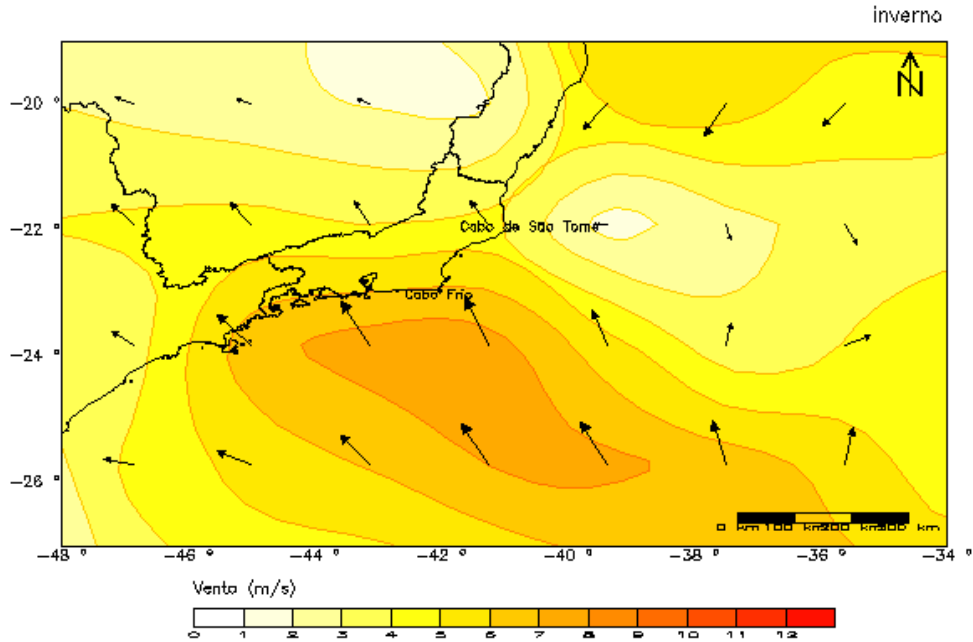 inverno
N
−20 °
−22 °
−24 °
−26 °
Cabo de São Tomé
Cabo Frio
0 km 100 km 200 km 300 km
−48 ° −46 ° −44 ° −42 ° −40 ° −38 ° −36 ° −34 °
Vento (m/s)
0 1 2 3 4 5 6 7 8 9 10 11 12